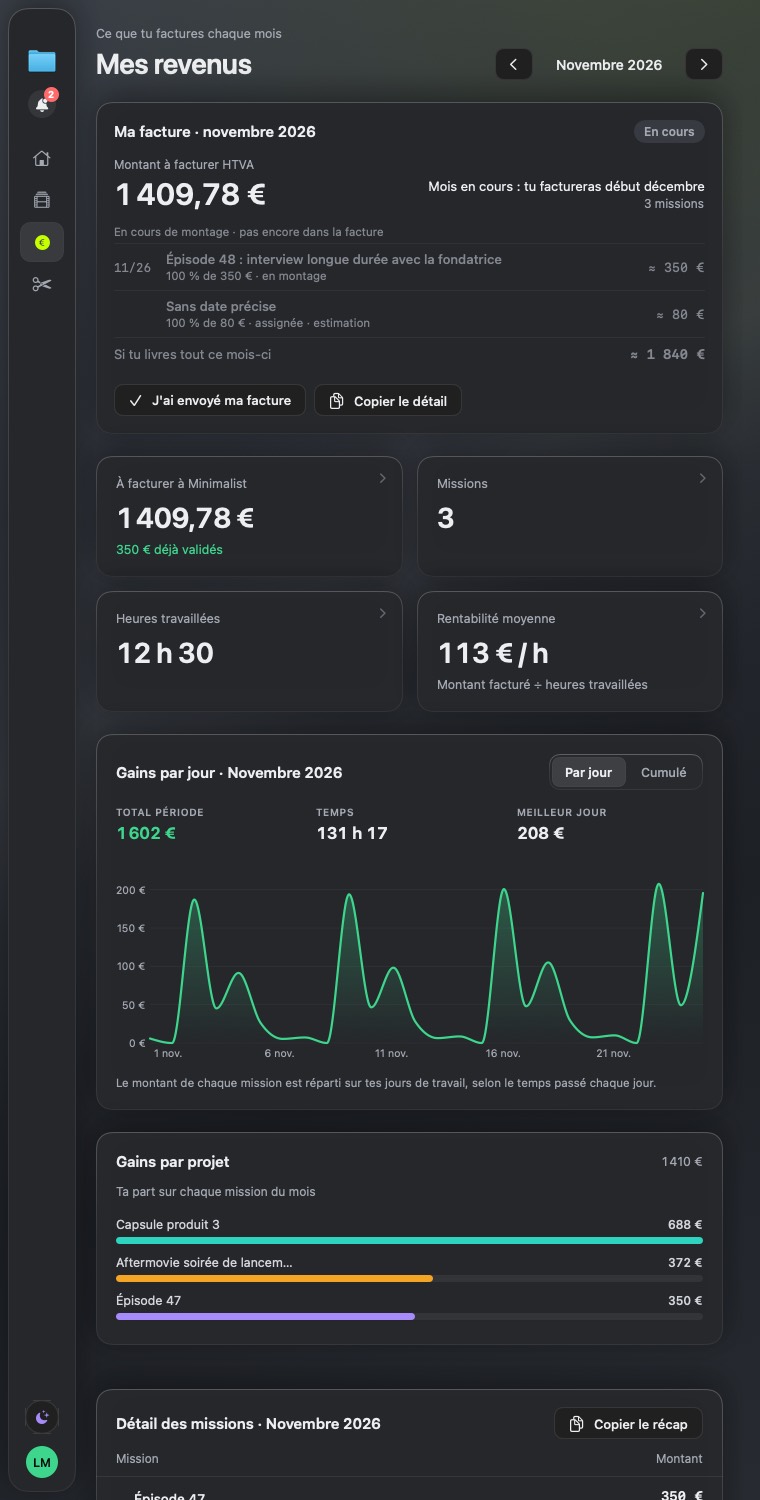 Ce que tu factures chaque mois
Mes revenus
Novembre 2026
2
€
Ma facture · novembre 2026
En cours
Montant à facturer HTVA
1 409,78 €
Mois en cours : tu factureras début décembre
3 missions
En cours de montage · pas encore dans la facture
11/26 Épisode 48 : interview longue durée avec la fondatrice ≈ 350 €
100 % de 350 € · en montage
Sans date précise ≈ 80 €
100 % de 80 € · assignée · estimation
Si tu livres tout ce mois-ci ≈ 1 840 €
J'ai envoyé ma facture
Copier le détail
À facturer à Minimalist
1 409,78 €
350 € déjà validés
Missions
3
Heures travaillées
12 h 30
Rentabilité moyenne
113 € / h
Montant facturé ÷ heures travaillées
Gains par jour · Novembre 2026
Par jour Cumulé
TOTAL PÉRIODE TEMPS MEILLEUR JOUR
1 602 € 131 h 17 208 €
200 €
150 €
100 €
50 €
0 €
1 nov. 6 nov. 11 nov. 16 nov. 21 nov.
Le montant de chaque mission est réparti sur tes jours de travail, selon le temps passé chaque jour.
Gains par projet 1 410 €
Ta part sur chaque mission du mois
Capsule produit 3 688 €
Aftermovie soirée de lancem... 372 €
Épisode 47 350 €
Détail des missions · Novembre 2026
Copier le récap
Mission Montant
Épisode 47 350 €
LM